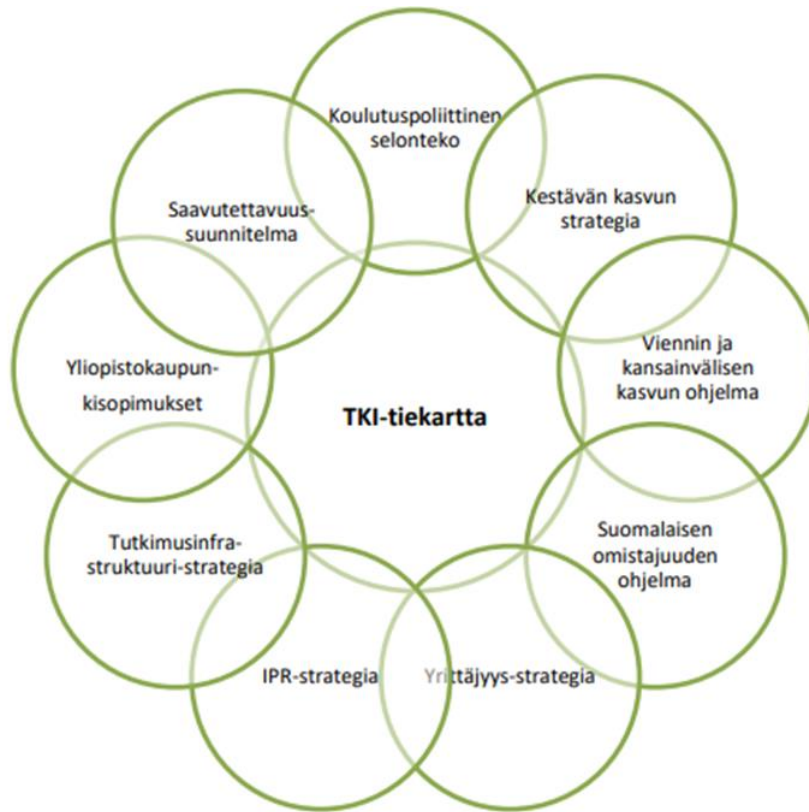 Koulutuspoliittinen
selonteko
Kestävän kasvun
strategia
Viennin ja
kansainvälisen
kasvun ohjelma
Suomalaisen
omistajuuden
ohjelma
Yrittäjyys-strategia
IPR-strategia
Tutkimusinfra-
struktuuri-strategia
Yliopistokaupun-
kisopimukset
Saavutettavuus-
suunnitelma
TKI-tiekartta